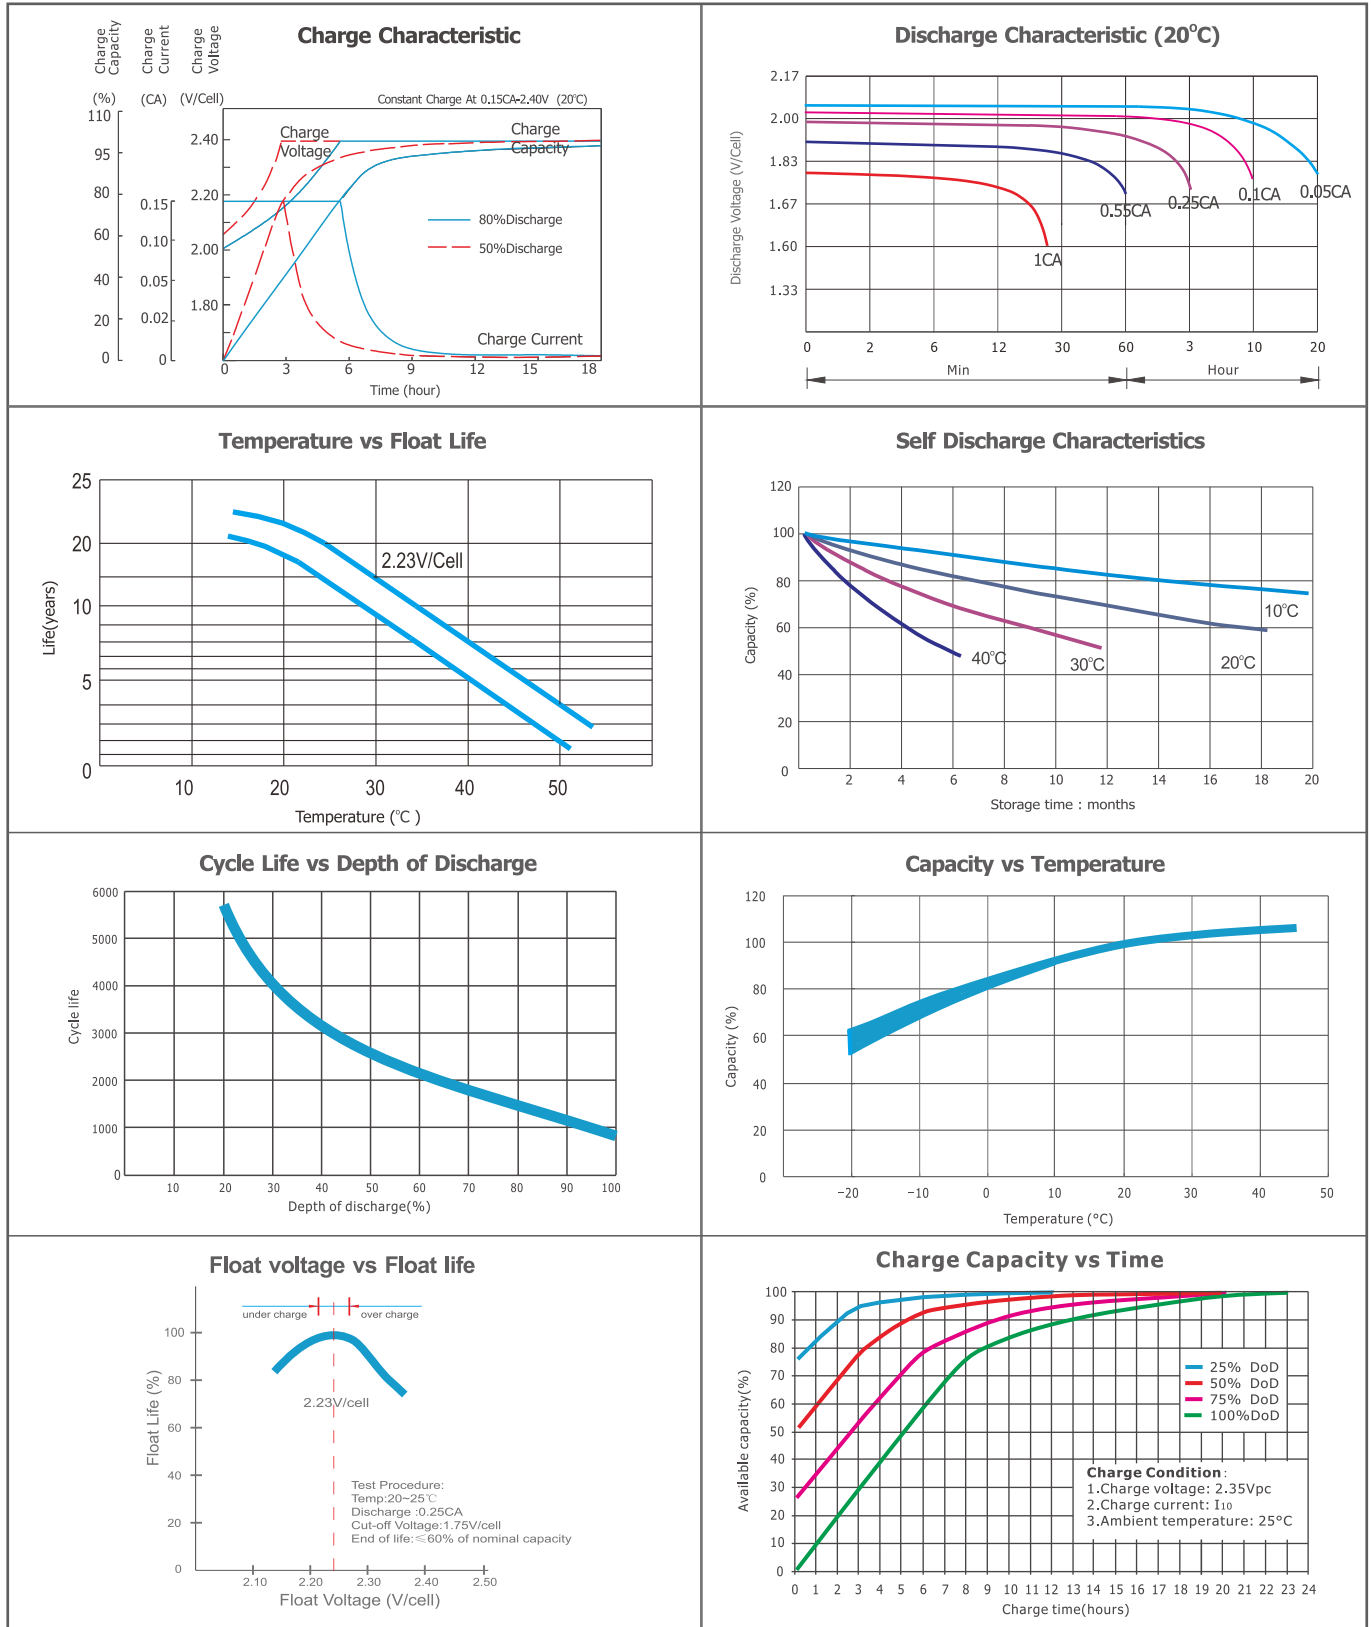 Charge Characteristic
Charge Capacity
Charge Current
Charge Voltage
(%)
(CA)
(V/Cell)
Constant Charge At 0.15CA-2.40V (20°C)
110
95
80
60
40
20
0
0.15
0.10
0.05
0.02
0
2.40
2.20
2.00
1.80
Charge Voltage
Charge Capacity
80%Discharge
50%Discharge
Charge Current
0 3 6 9 12 15 18
Time (hour)
Discharge Characteristic (20°C)
Discharge Voltage (V/Cell)
2.17
2.00
1.83
1.67
1.60
1.33
1CA
0.55CA
0.25CA
0.1CA
0.05CA
0 2 6 12 30 60 3 10 20
Min
Hour
Temperature vs Float Life
Life(years)
25
20
10
5
0
2.23V/Cell
10 20 30 40 50
Temperature (°C )
Self Discharge Characteristics
Capacity (%)
120
100
80
60
40
20
0
10°C
20°C
30°C
40°C
2 4 6 8 10 12 14 16 18 20
Storage time : months
Cycle Life vs Depth of Discharge
Cycle life
6000
5000
4000
3000
2000
1000
0
10 20 30 40 50 60 70 80 90 100
Depth of discharge(%)
Capacity vs Temperature
Capacity (%)
120
100
80
60
40
20
0
−20 −10 0 10 20 30 40 50
Temperature (°C)
Float voltage vs Float life
under charge
over charge
Float Life (%)
100
80
60
40
20
0
2.23V/cell
Test Procedure:
Temp:20~25℃
Discharge :0.25CA
Cut-off Voltage:1.75V/cell
End of life:≤60% of nominal capacity
2.10 2.20 2.30 2.40 2.50
Float Voltage (V/cell)
Charge Capacity vs Time
Available capacity(%)
100
90
80
70
60
50
40
30
20
10
0
25% DoD
50% DoD
75% DoD
100%DoD
Charge Condition :
1.Charge voltage: 2.35Vpc
2.Charge current: I10
3.Ambient temperature: 25°C
0 1 2 3 4 5 6 7 8 9 10 11 12 13 14 15 16 17 18 19 20 21 22 23 24
Charge time(hours)